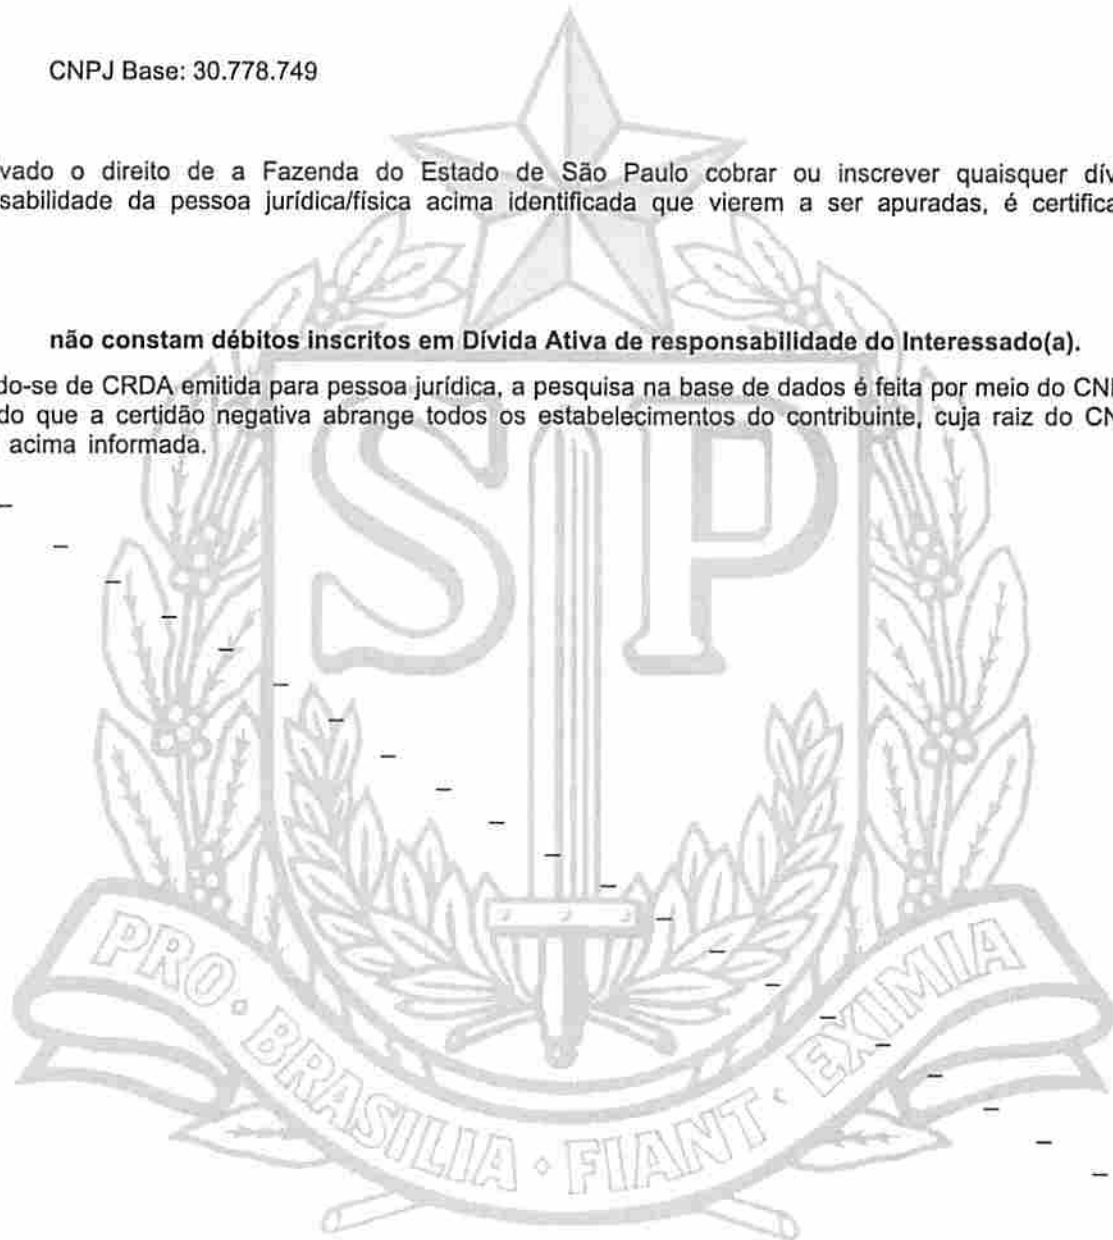 CNPJ Base: 30.778.749
vado o direito de a Fazenda do Estado de São Paulo cobrar ou inscrever quaisquer dív
sabilidade da pessoa jurídica/física acima identificada que vierem a ser apuradas, é certifica
não constam débitos inscritos em Dívida Ativa de responsabilidade do Interessado(a).
do-se de CRDA emitida para pessoa jurídica, a pesquisa na base de dados é feita por meio do CN
do que a certidão negativa abrange todos os estabelecimentos do contribuinte, cuja raiz do CN
acima informada.
SP
PRO · BRASILIA · FIANT · EXIMIA